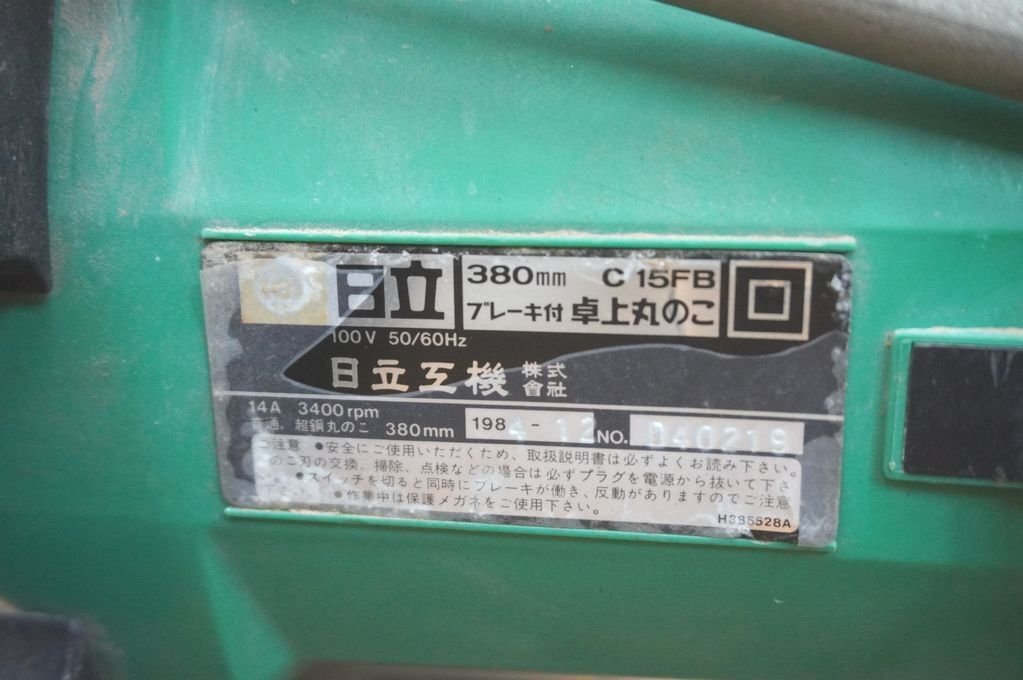 日立
380mm C 15FB
ブレーキ付 卓上丸のこ
100V 50/60Hz
日立工機 株式會社
14A 3400rpm
普通、超鋼丸のこ 380mm
1984-12 NO. 040219
ご注意 ●安全にご使用いただくため、取扱説明書は必ずよくお読み下さい。
のこ刃の交換、掃除、点検などの場合は必ずプラグを電源から抜いて下さ
●スイッチを切ると同時にブレーキが働き、反動がありますのでご注意
●作業中は保護メガネをご使用下さい。
H335528A